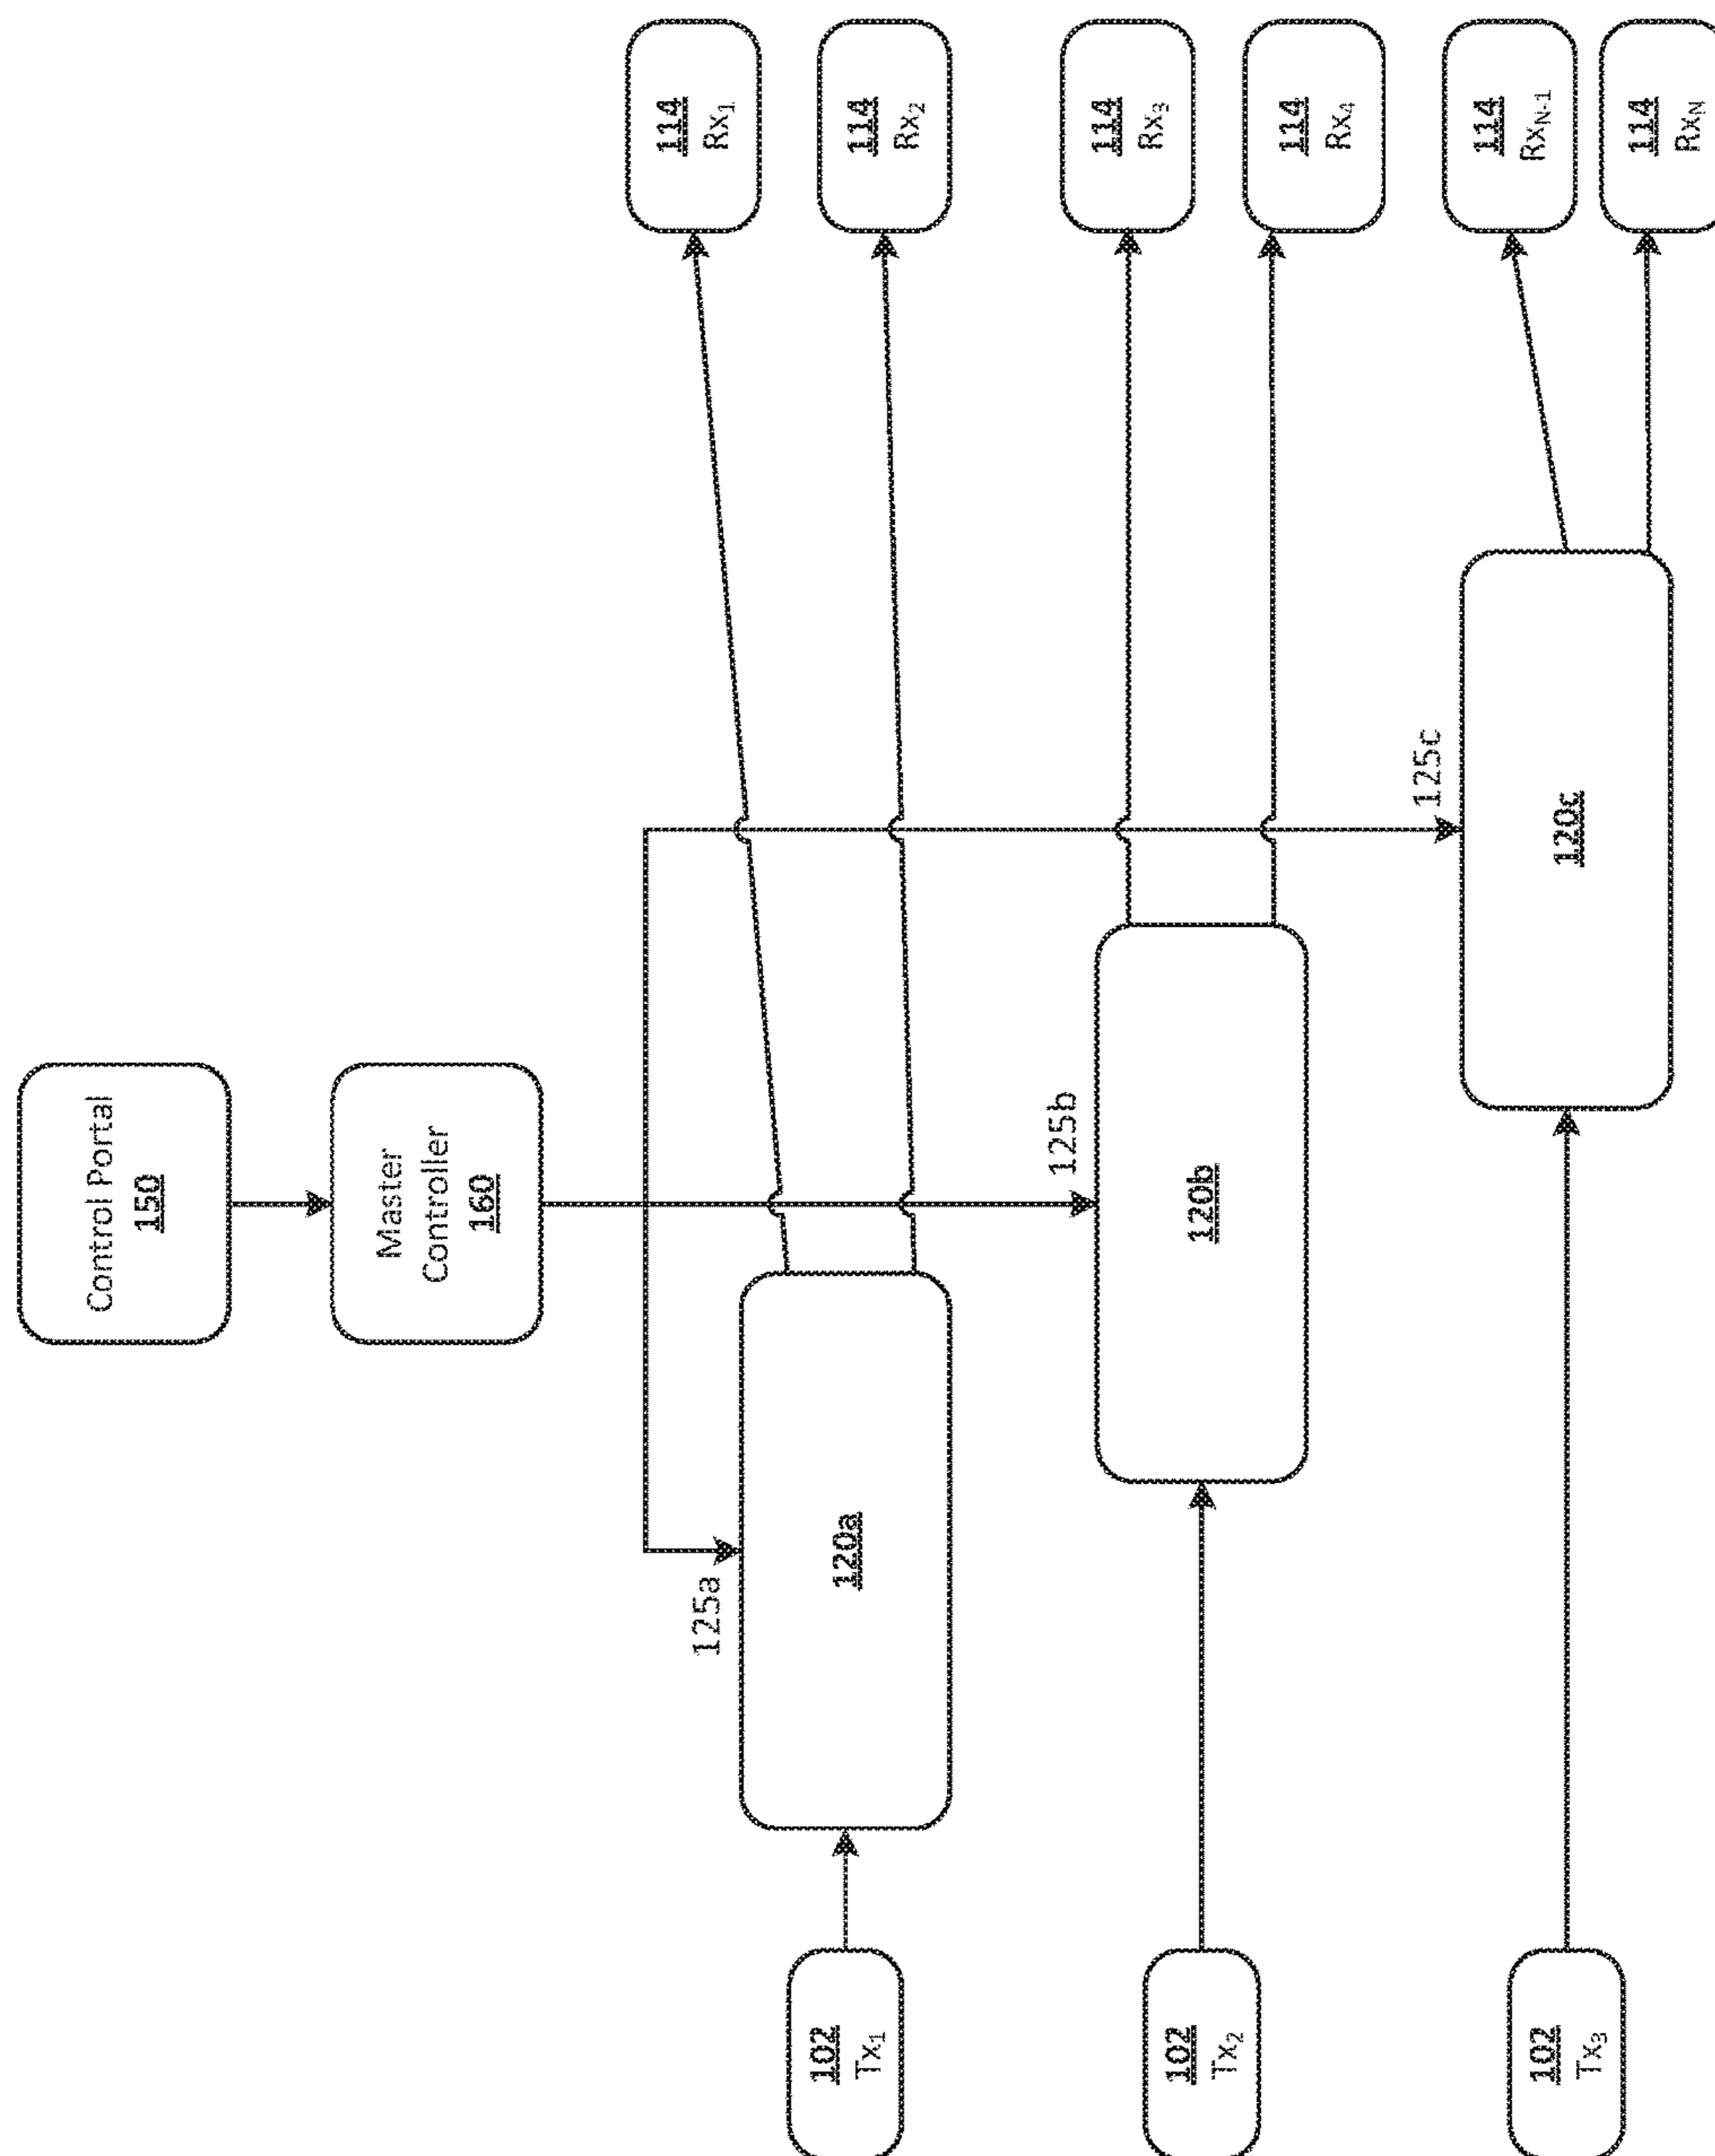 Control Portal
150
Master
Controller
160
114
Rx1
114
Rx2
114
Rx3
114
Rx4
114
RxN-1
114
RxN
125a
120a
125b
120b
125c
120c
102
Tx1
102
Tx2
102
Tx3